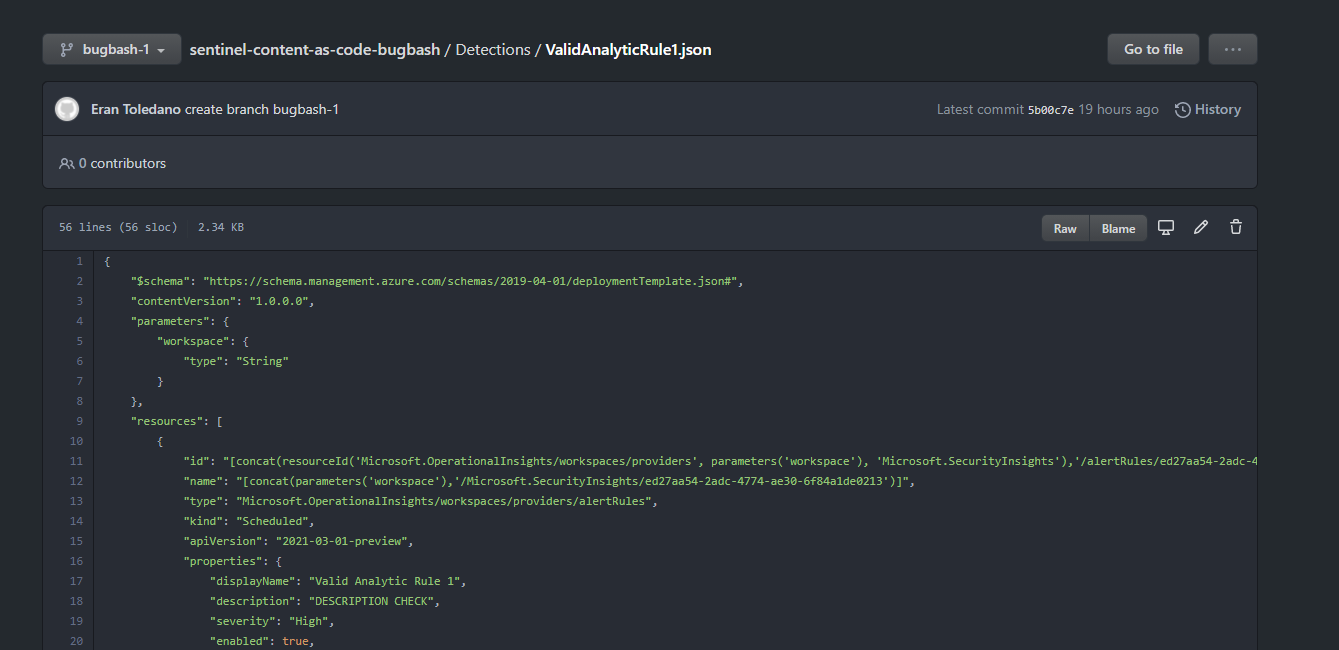 bugbash-1 sentinel-content-as-code-bugbash / Detections / ValidAnalyticRule1.json Go to file ...
Eran Toledano create branch bugbash-1 Latest commit 5b00c7e 19 hours ago History
0 contributors
56 lines (56 sloc) 2.34 KB Raw Blame
1 {
2 "$schema": "https://schema.management.azure.com/schemas/2019-04-01/deploymentTemplate.json#",
3 "contentVersion": "1.0.0.0",
4 "parameters": {
5 "workspace": {
6 "type": "String"
7 }
8 },
9 "resources": [
10 {
11 "id": "[concat(resourceId('Microsoft.OperationalInsights/workspaces/providers', parameters('workspace'), 'Microsoft.SecurityInsights'),'/alertRules/ed27aa54-2adc-4
12 "name": "[concat(parameters('workspace'),'/Microsoft.SecurityInsights/ed27aa54-2adc-4774-ae30-6f84a1de0213')]",
13 "type": "Microsoft.OperationalInsights/workspaces/providers/alertRules",
14 "kind": "Scheduled",
15 "apiVersion": "2021-03-01-preview",
16 "properties": {
17 "displayName": "Valid Analytic Rule 1",
18 "description": "DESCRIPTION CHECK",
19 "severity": "High",
20 "enabled": true,